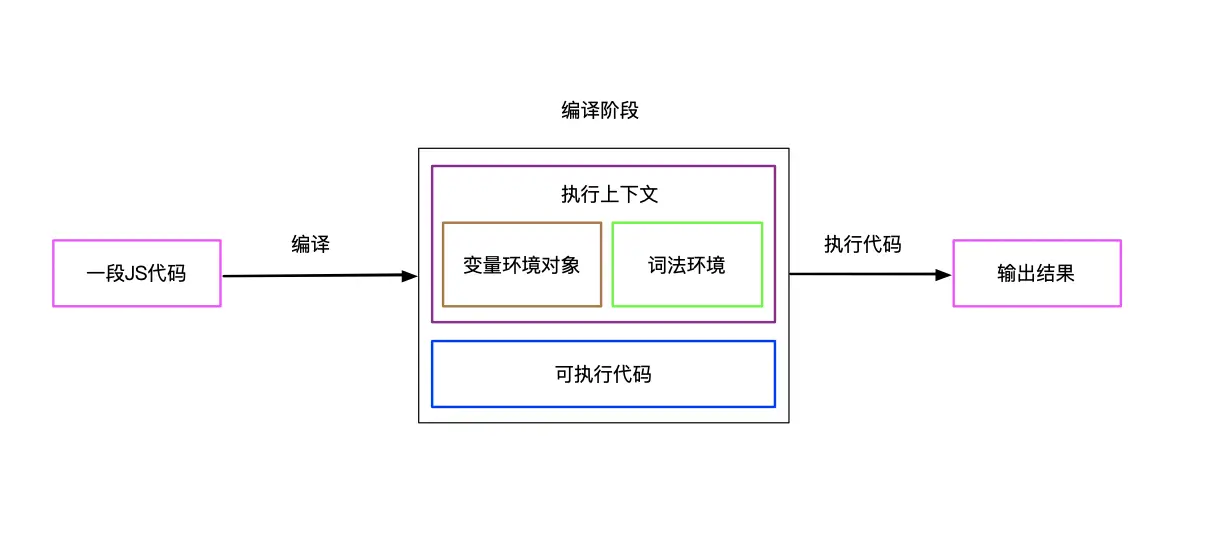 编译阶段
执行上下文
编译
执行代码
一段JS代码
变量环境对象
词法环境
输出结果
可执行代码